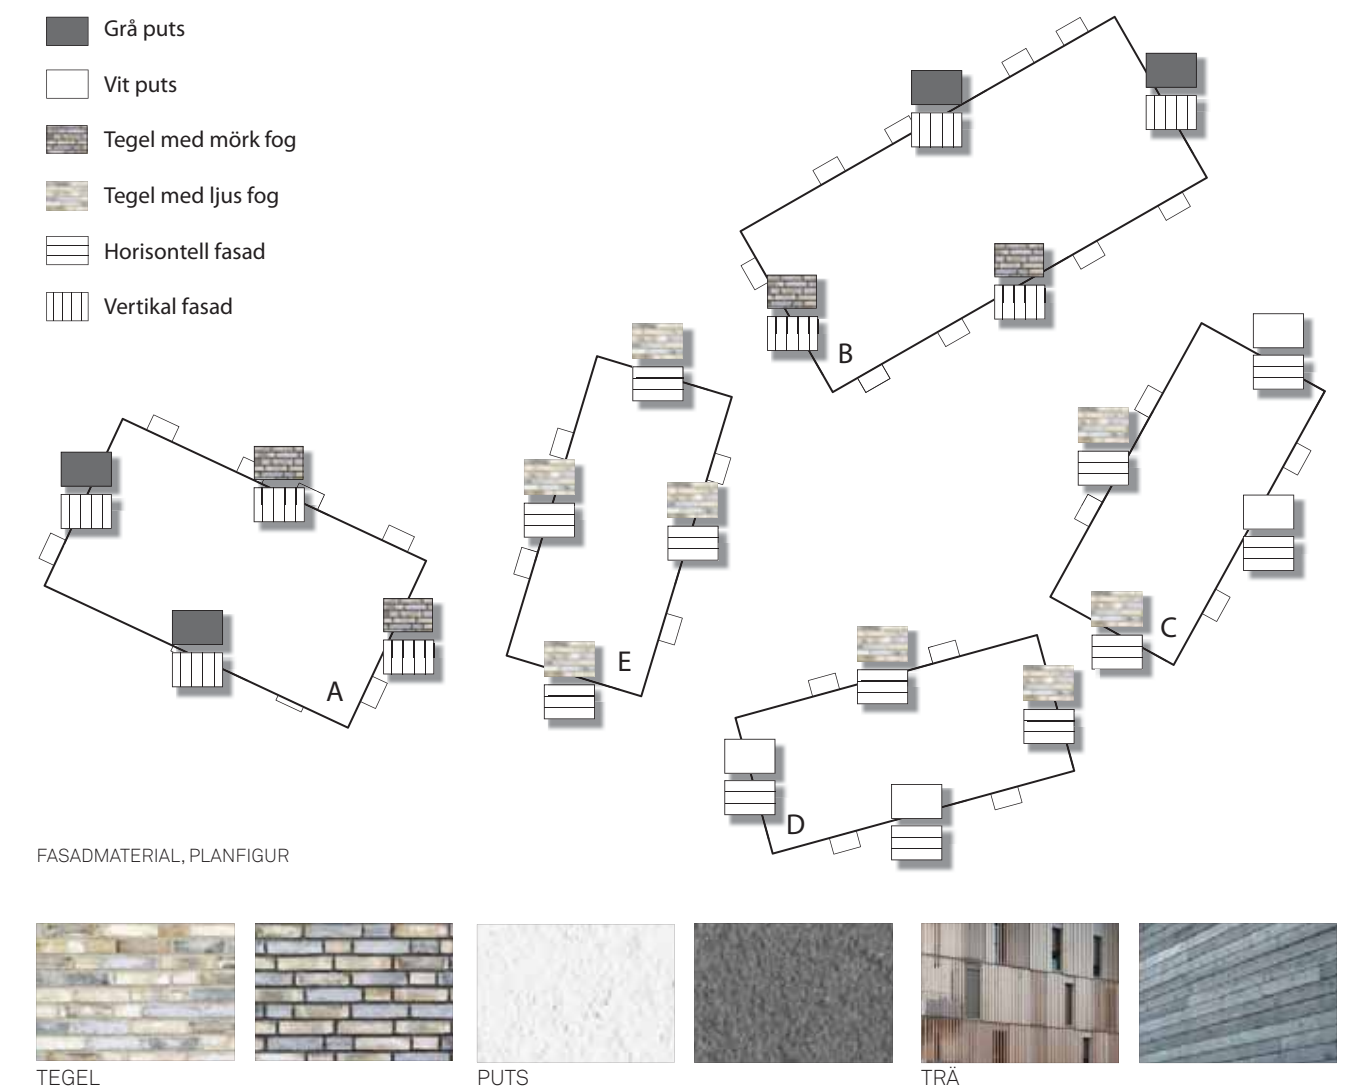 Grå puts
Vit puts
Tegel med mörk fog
Tegel med ljus fog
Horisontell fasad
Vertikal fasad
B
C
E
A
D
FASADMATERIAL, PLANFIGUR
TEGEL
PUTS
TRÄ